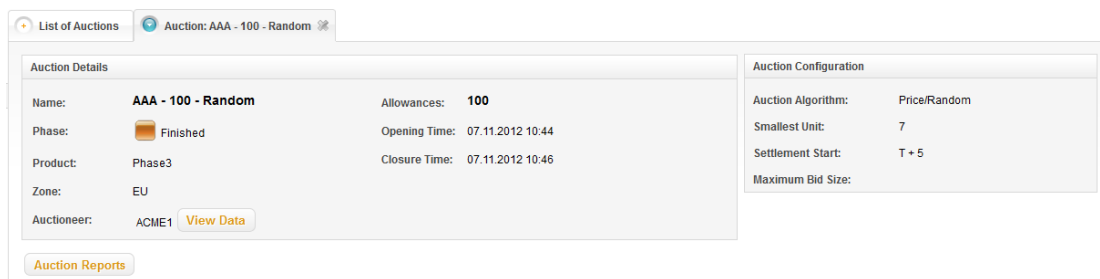 List of Auctions
Auction: AAA - 100 - Random
Auction Details
Name: AAA - 100 - Random
Allowances: 100
Phase: Finished
Opening Time: 07.11.2012 10:44
Product: Phase3
Closure Time: 07.11.2012 10:46
Zone: EU
Auctioneer: ACME1 View Data
Auction Configuration
Auction Algorithm: Price/Random
Smallest Unit: 7
Settlement Start: T + 5
Maximum Bid Size:
Auction Reports